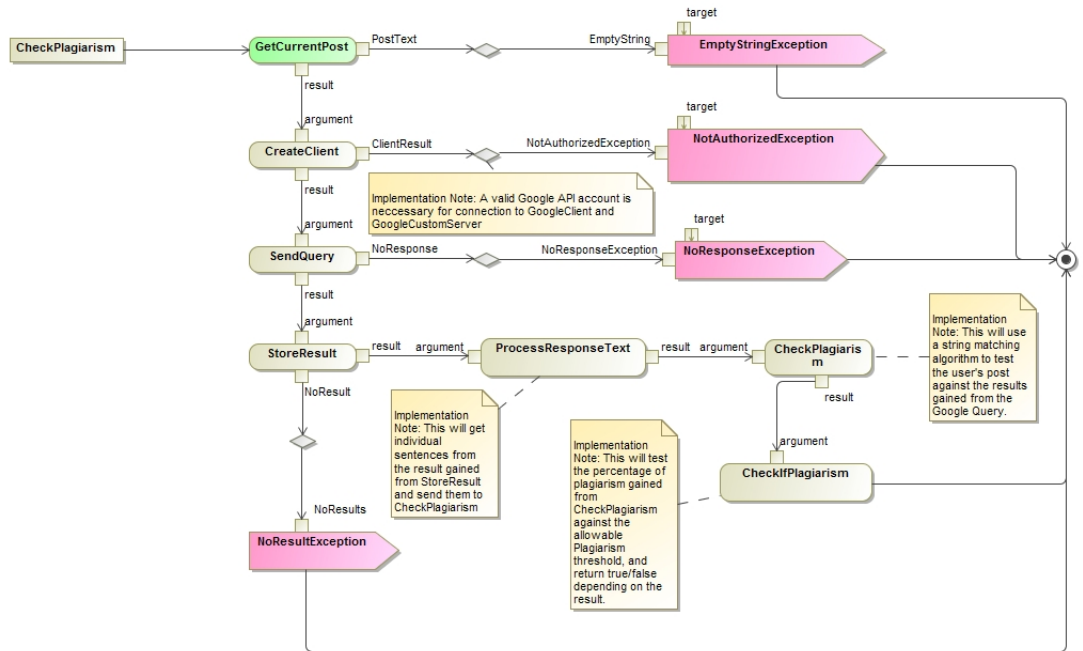 target
CheckPlagiarism
GetCurrentPost
PostText
EmptyString
EmptyStringException
result
target
argument
CreateClient
ClientResult
NotAuthorizedException
NotAuthorizedException
result
Implementation Note: A valid Google API account is
neccessary for connection to GoogleClient and
GoogleCustomServer
target
argument
SendQuery
NoResponse
NoResponseException
NoResponseException
result
argument
StoreResult
result
argument
ProcessResponseText
result
argument
CheckPlagiaris
m
Implementation
Note: This will use
a string matching
algorithm to test
the user's post
against the results
gained from the
Google Query.
NoResult
result
Implementation
Note: This will get
individual
sentences from
the result gained
from StoreResult
and send them to
CheckPlagiarism
Implementation
Note: This will test
the percentage of
plagiarism gained
from
CheckPlagiarism
against the
allowable
Plagiarism
threshold, and
return true/false
depending on the
result.
argument
CheckIfPlagiarism
NoResults
NoResultException